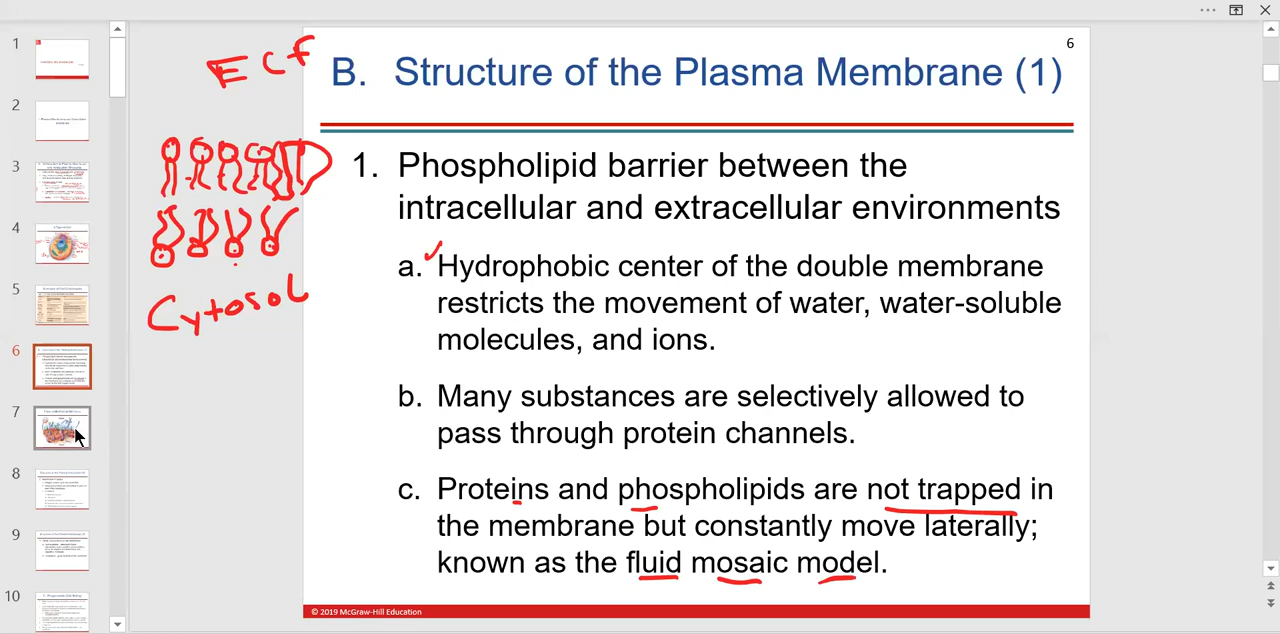 6
B. Structure of the Plasma Membrane (1)
ECF
1. Phospholipid barrier between the
intracellular and extracellular environments
a. Hydrophobic center of the double membrane
restricts the movement of water, water-soluble
molecules, and ions.
Cytosol
b. Many substances are selectively allowed to
pass through protein channels.
c. Proteins and phospholipids are not trapped in
the membrane but constantly move laterally;
known as the fluid mosaic model.
© 2019 McGraw-Hill Education
1
2
3
4
5
6
7
8
9
10